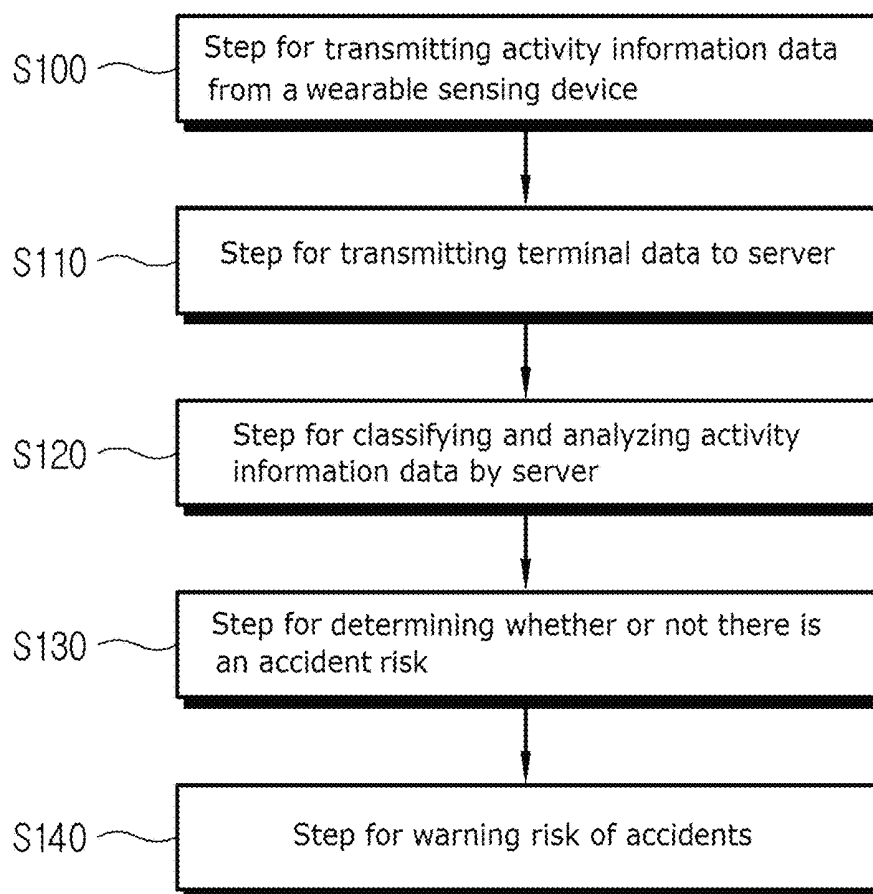 S100
Step for transmitting activity information data
from a wearable sensing device
S110
Step for transmitting terminal data to server
S120
Step for classifying and analyzing activity
information data by server
S130
Step for determining whether or not there is
an accident risk
S140
Step for warning risk of accidents